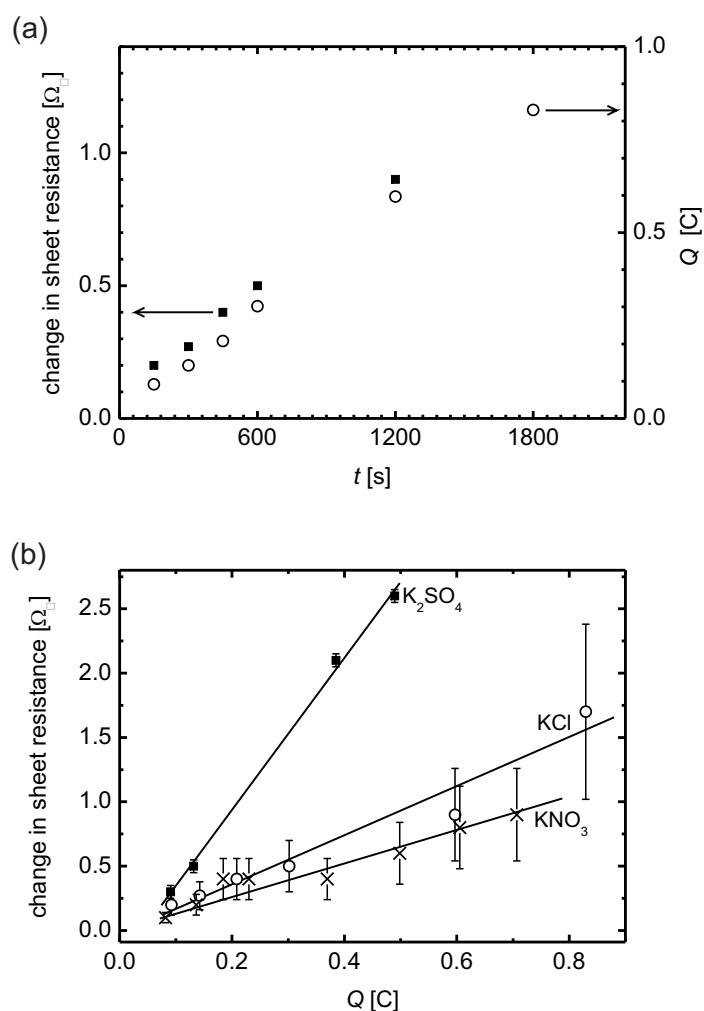 (a)
change in sheet resistance [Ω□]
1.0
0.5
0.0
1.0
0.5
0.0
Q [C]
0 600 1200 1800
t [s]
(b)
change in sheet resistance [Ω□]
2.5
2.0
1.5
1.0
0.5
0.0
K₂SO₄
KCl
KNO₃
0.0 0.2 0.4 0.6 0.8
Q [C]